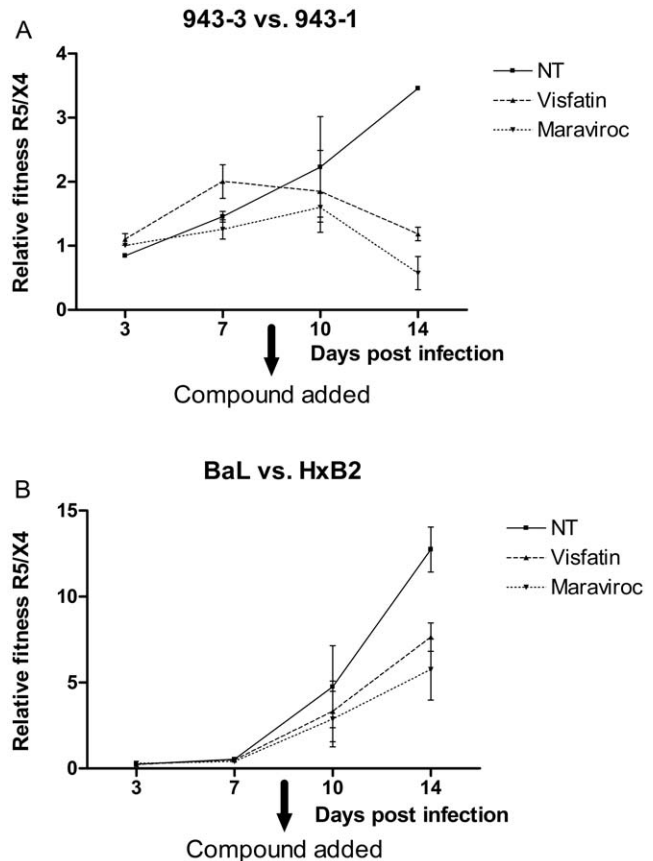 A
943-3 vs. 943-1
Relative fitness R5/X4
4
3
2
1
0
3
7
10
14
Days post infection
Compound added
NT
Visfatin
Maraviroc
B
BaL vs. HxB2
Relative fitness R5/X4
15
10
5
0
3
7
10
14
Days post infection
Compound added
NT
Visfatin
Maraviroc